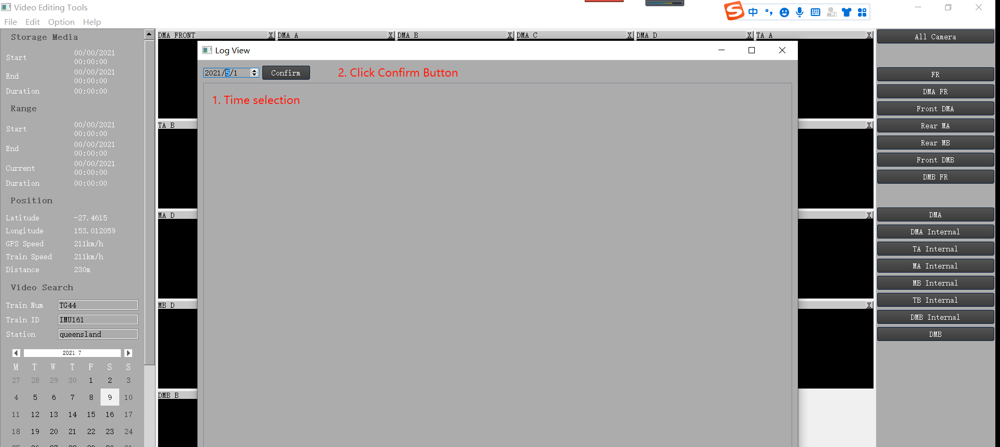 Video Editing Tools
File Edit Option Help
中
Storage Media
Start 00/00/2021
00:00:00
End 00/00/2021
00:00:00
Duration 00:00:00
Range
Start 00/00/2021
00:00:00
End 00/00/2021
00:00:00
Current 00/00/2021
00:00:00
Duration 00:00:00
Position
Latitude -27.4615
Longitude 153.012059
GPS Speed 211km/h
Train Speed 211km/h
Distance 230m
Video Search
Train Num TG44
Train ID IMU161
Station queensland
2021 7
M T W T F S S
27 28 29 30 1 2 3
4 5 6 7 8 9 10
11 12 13 14 15 16 17
18 19 20 21 22 23 24
DMA FRONT X DMA A X DMA B X DMA C X DMA D X TA A X
Log View
2021/5/1 Confirm 2. Click Confirm Button
1. Time selection
TA B X
MA D X
MB D X
DMB B
All Camera
FR
DMA FR
Front DMA
Rear MA
Rear MB
Front DMB
DMB FR
DMA
DMA Internal
TA Internal
MA Internal
MB Internal
TB Internal
DMB Internal
DMB